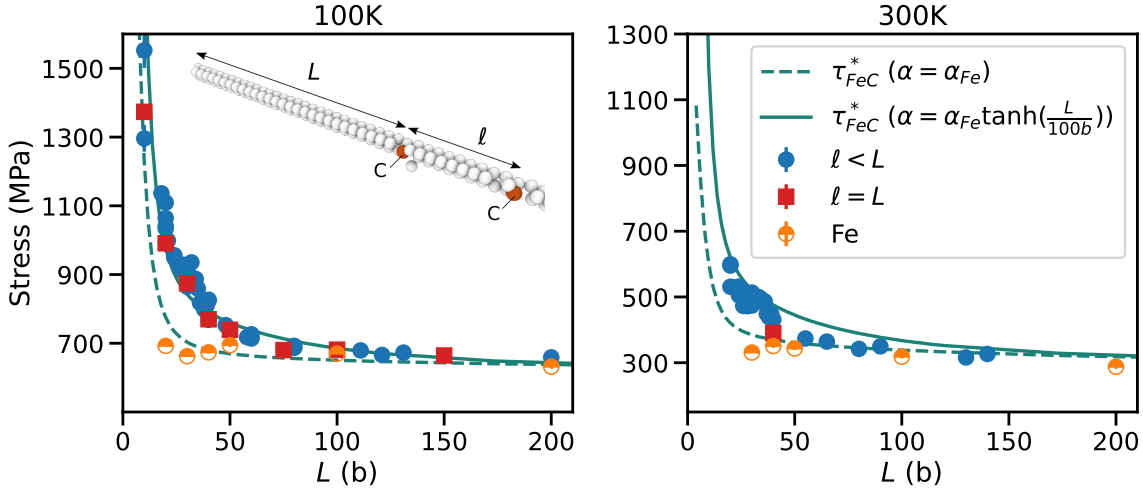 100K
300K
Stress (MPa)
1500
1300
1100
900
700
L
ℓ
C
C
0
50
100
150
200
L (b)
1300
1100
900
700
500
300
τ*FeC (α = αFe)
τ*FeC (α = αFe tanh(L/100b))
ℓ < L
ℓ = L
Fe
0
50
100
150
200
L (b)